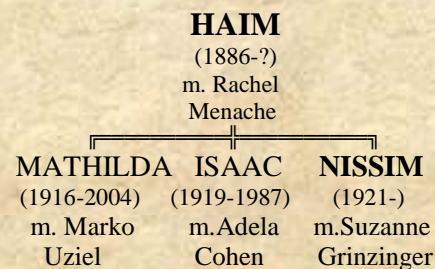 HAIM
(1886-?)
m. Rachel
Menache
MATHILDA ISAAC NISSIM
(1916-2004) (1919-1987) (1921-)
m. Marko m.Adela m.Suzanne
Uziel Cohen Grinzinger